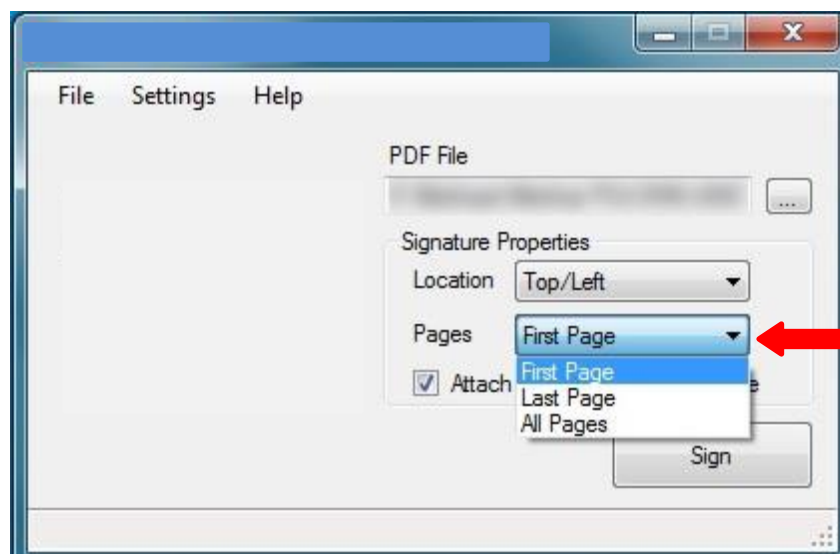 File Settings Help
PDF File
...
Signature Properties
Location Top/Left
Pages First Page
First Page
Last Page
All Pages
Attach
Sign